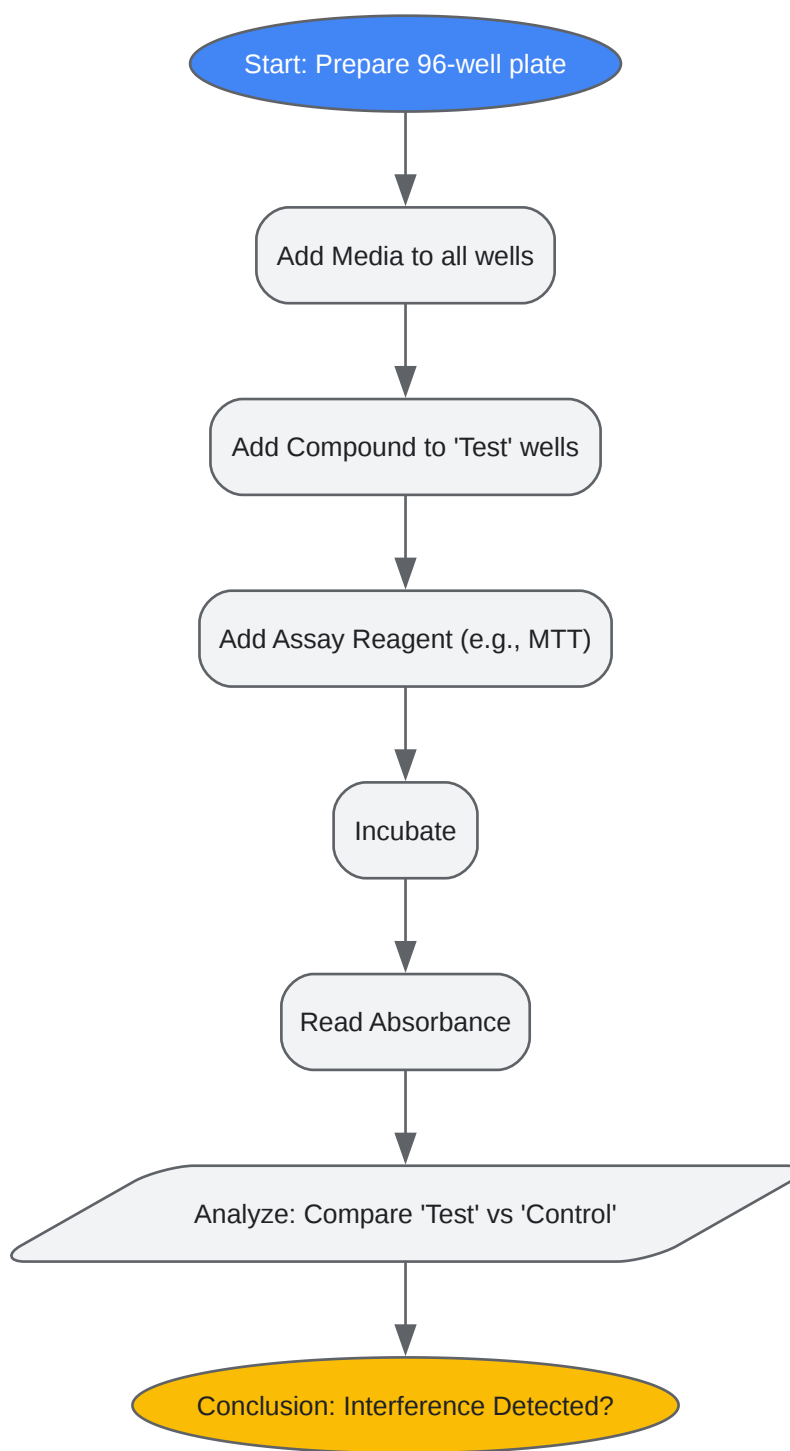 Start: Prepare 96-well plate
Add Media to all wells
Add Compound to 'Test' wells
Add Assay Reagent (e.g., MTT)
Incubate
Read Absorbance
Analyze: Compare 'Test' vs 'Control'
Conclusion: Interference Detected?